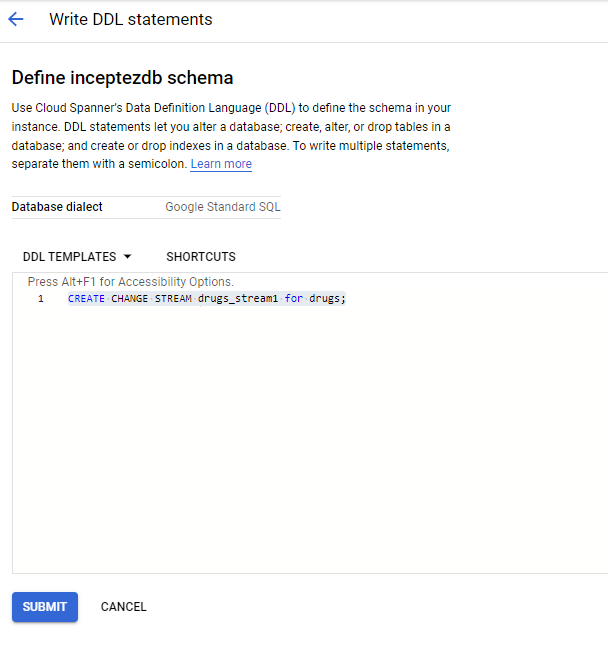 Write DDL statements
Define inceptezdb schema
Use Cloud Spanner's Data Definition Language (DDL) to define the schema in your
instance. DDL statements let you alter a database; create, alter, or drop tables in a
database; and create or drop indexes in a database. To write multiple statements,
separate them with a semicolon. Learn more
Database dialect Google Standard SQL
DDL TEMPLATES SHORTCUTS
Press Alt+F1 for Accessibility Options.
1 CREATE CHANGE STREAM drugs_stream1 for drugs;
SUBMIT CANCEL